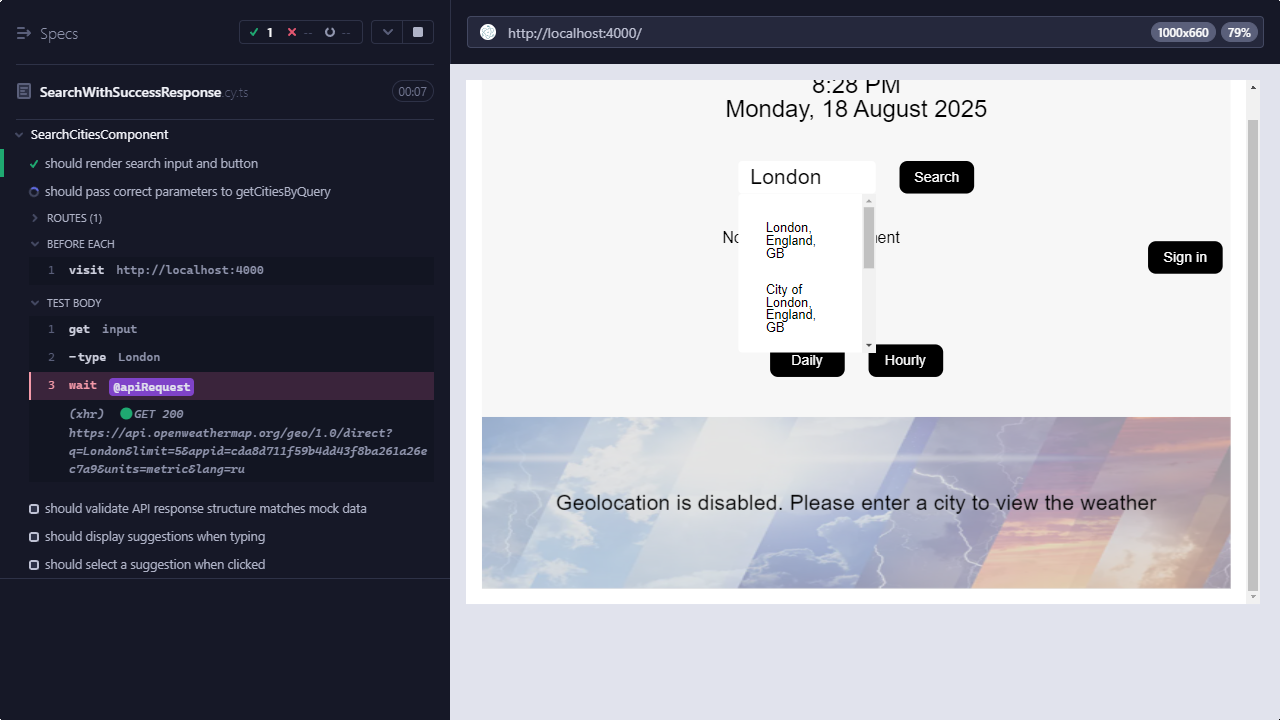 Specs
1
--
--
SearchWithSuccessResponse.cy.ts
00:07
SearchCitiesComponent
should render search input and button
should pass correct parameters to getCitiesByQuery
ROUTES (1)
BEFORE EACH
1 visit http://localhost:4000
TEST BODY
1 get input
2 -type London
3 wait @apiRequest
(xhr) GET 200
https://api.openweathermap.org/geo/1.0/direct?
q=London&limit=5&appid=cda8d711f59b4dd43f8ba261a26e
c7a9&units=metric&lang=ru
should validate API response structure matches mock data
should display suggestions when typing
should select a suggestion when clicked
http://localhost:4000/
1000x660
79%
8:28 PM
Monday, 18 August 2025
London
Search
London,
England,
GB
City of
London,
England,
GB
Sign in
Daily
Hourly
Geolocation is disabled. Please enter a city to view the weather